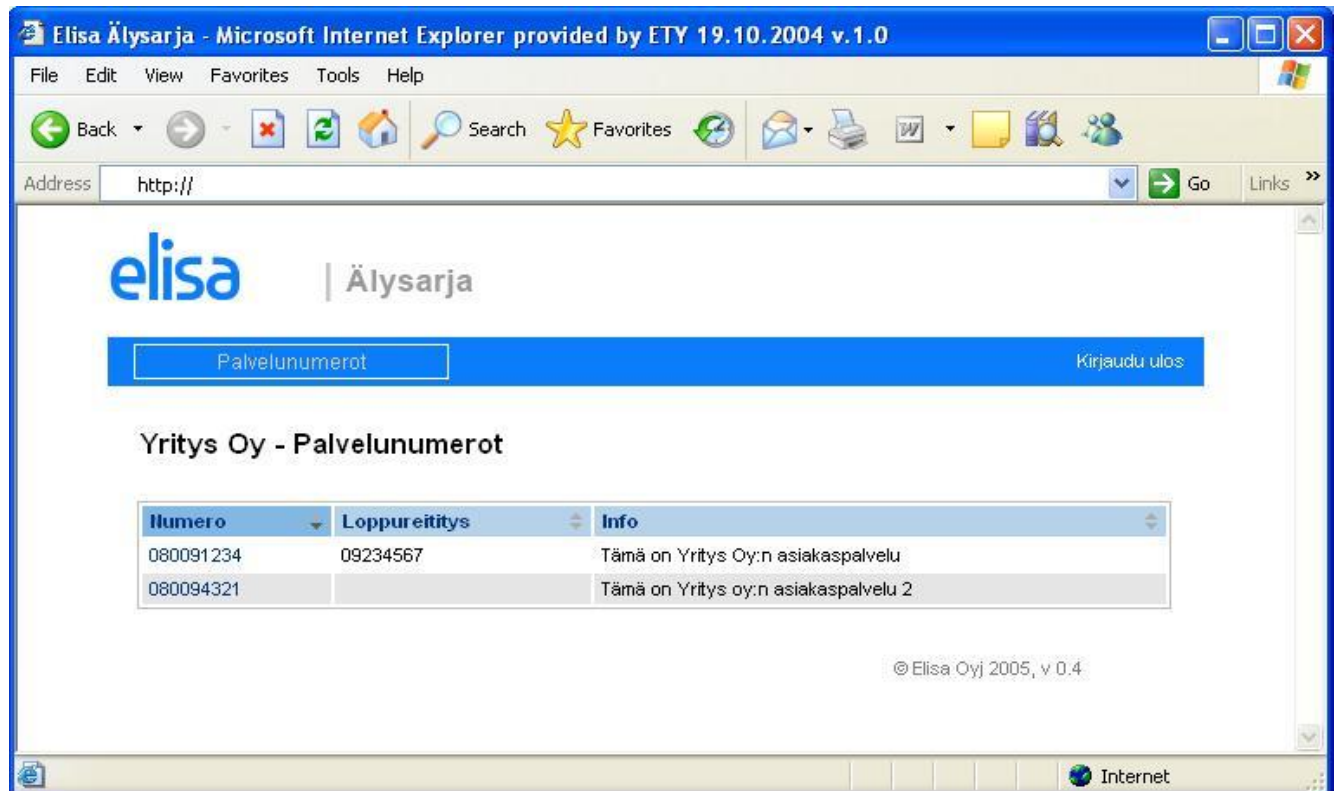 Elisa Älysarja - Microsoft Internet Explorer provided by ETY 19.10.2004 v.1.0
File Edit View Favorites Tools Help
Back Search Favorites W
Address http:// Go Links »
elisa | Älysarja
Palvelunumerot Kirjaudu ulos
Yritys Oy - Palvelunumerot
Numero Loppureititys Info
080091234 09234567 Tämä on Yritys Oy:n asiakaspalvelu
080094321 Tämä on Yritys oy:n asiakaspalvelu 2
© Elisa Oyj 2005, v 0.4
Internet